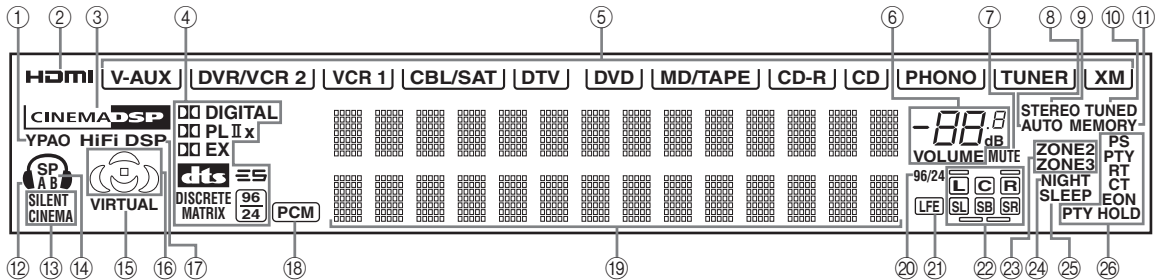 ① ② ③ ④ ⑤ ⑥ ⑦ ⑧ ⑨ ⑩ ⑪
HDMI V-AUX DVR/VCR 2 VCR 1 CBL/SAT DTV DVD MD/TAPE CD-R CD PHONO TUNER XM
CINEMA DSP
YPAO HiFi DSP
SP
A B
SILENT
CINEMA
VIRTUAL
DIGITAL
PL II x
EX
dts ES
DISCRETE
MATRIX
96
24
PCM
-88.8
dB
VOLUME MUTE
STEREO TUNED
AUTO MEMORY
96/24
LFE
L C R
SL SB SR
ZONE2
ZONE3
NIGHT
SLEEP
PS
PTY
RT
CT
EON
PTY HOLD
⑫ ⑬ ⑭ ⑮ ⑯ ⑰ ⑱ ⑲ ⑳ ㉑ ㉒ ㉓ ㉔ ㉕ ㉖